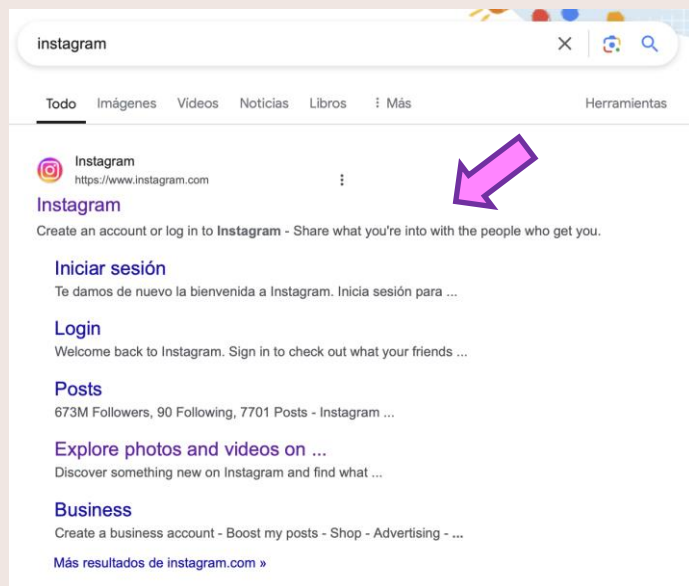 instagram
Todo Imágenes Vídeos Noticias Libros Más Herramientas
Instagram
https://www.instagram.com
Instagram
Create an account or log in to Instagram - Share what you're into with the people who get you.
Iniciar sesión
Te damos de nuevo la bienvenida a Instagram. Inicia sesión para ...
Login
Welcome back to Instagram. Sign in to check out what your friends ...
Posts
673M Followers, 90 Following, 7701 Posts - Instagram ...
Explore photos and videos on ...
Discover something new on Instagram and find what ...
Business
Create a business account - Boost my posts - Shop - Advertising - ...
Más resultados de instagram.com »